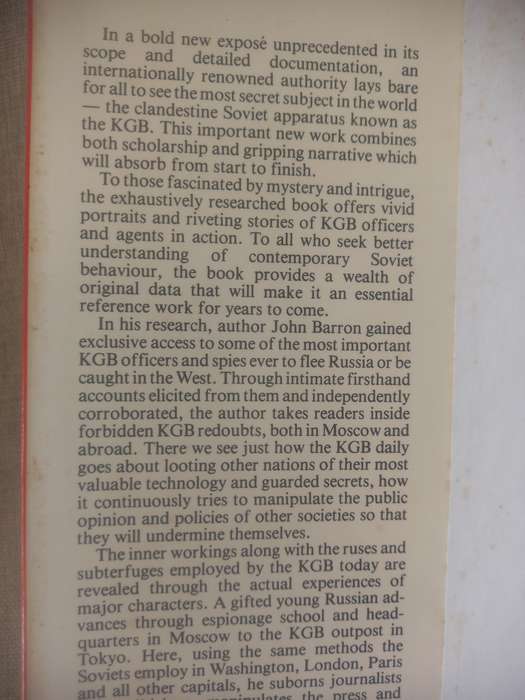 In a bold new exposé unprecedented in its
scope and detailed documentation, an
internationally renowned authority lays bare
for all to see the most secret subject in the world
— the clandestine Soviet apparatus known as
the KGB. This important new work combines
both scholarship and gripping narrative which
will absorb from start to finish.
To those fascinated by mystery and intrigue,
the exhaustively researched book offers vivid
portraits and riveting stories of KGB officers
and agents in action. To all who seek better
understanding of contemporary Soviet
behaviour, the book provides a wealth of
original data that will make it an essential
reference work for years to come.
In his research, author John Barron gained
exclusive access to some of the most important
KGB officers and spies ever to flee Russia or be
caught in the West. Through intimate firsthand
accounts elicited from them and independently
corroborated, the author takes readers inside
forbidden KGB redoubts, both in Moscow and
abroad. There we see just how the KGB daily
goes about looting other nations of their most
valuable technology and guarded secrets, how
it continuously tries to manipulate the public
opinion and policies of other societies so that
they will undermine themselves.
The inner workings along with the ruses and
subterfuges employed by the KGB today are
revealed through the actual experiences of
major characters. A gifted young Russian ad-
vances through espionage school and head-
quarters in Moscow to the KGB outpost in
Tokyo. Here, using the same methods the
Soviets employ in Washington, London, Paris
and all other capitals, he suborns journalists
manipulates the press and